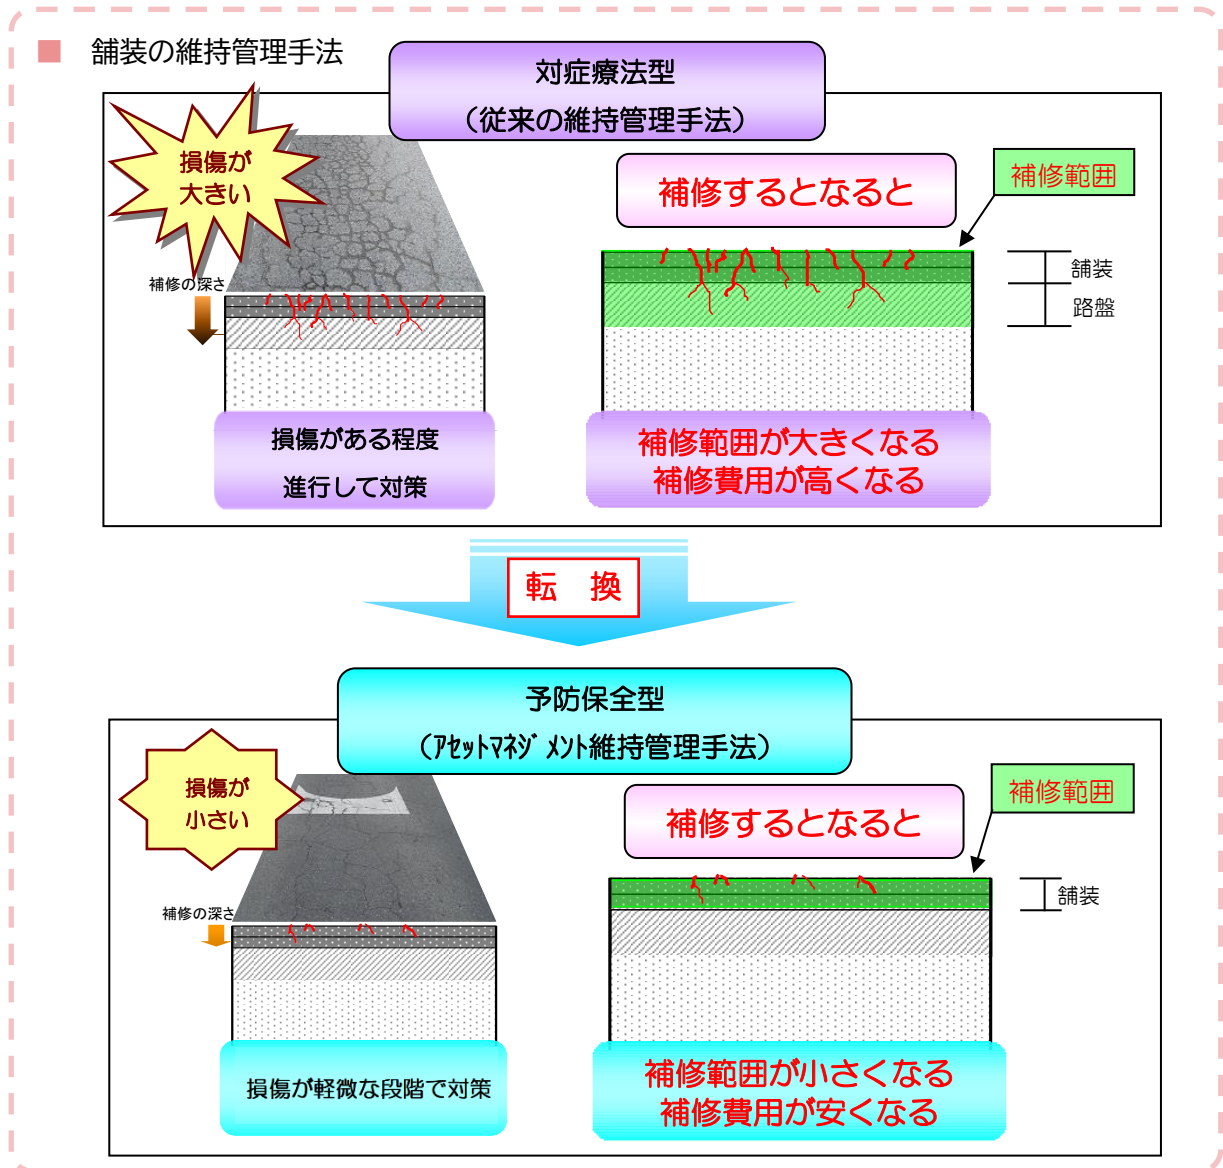 ■ 舗装の維持管理手法
対症療法型
（従来の維持管理手法）
損傷が
大きい
補修するとなると
補修範囲
補修の深さ
舗装
路盤
損傷がある程度
進行して対策
補修範囲が大きくなる
補修費用が高くなる
転　換
予防保全型
（ｱｾｯﾄﾏﾈｼﾞﾒﾝﾄ維持管理手法）
損傷が
小さい
補修するとなると
補修範囲
補修の深さ
舗装
損傷が軽微な段階で対策
補修範囲が小さくなる
補修費用が安くなる